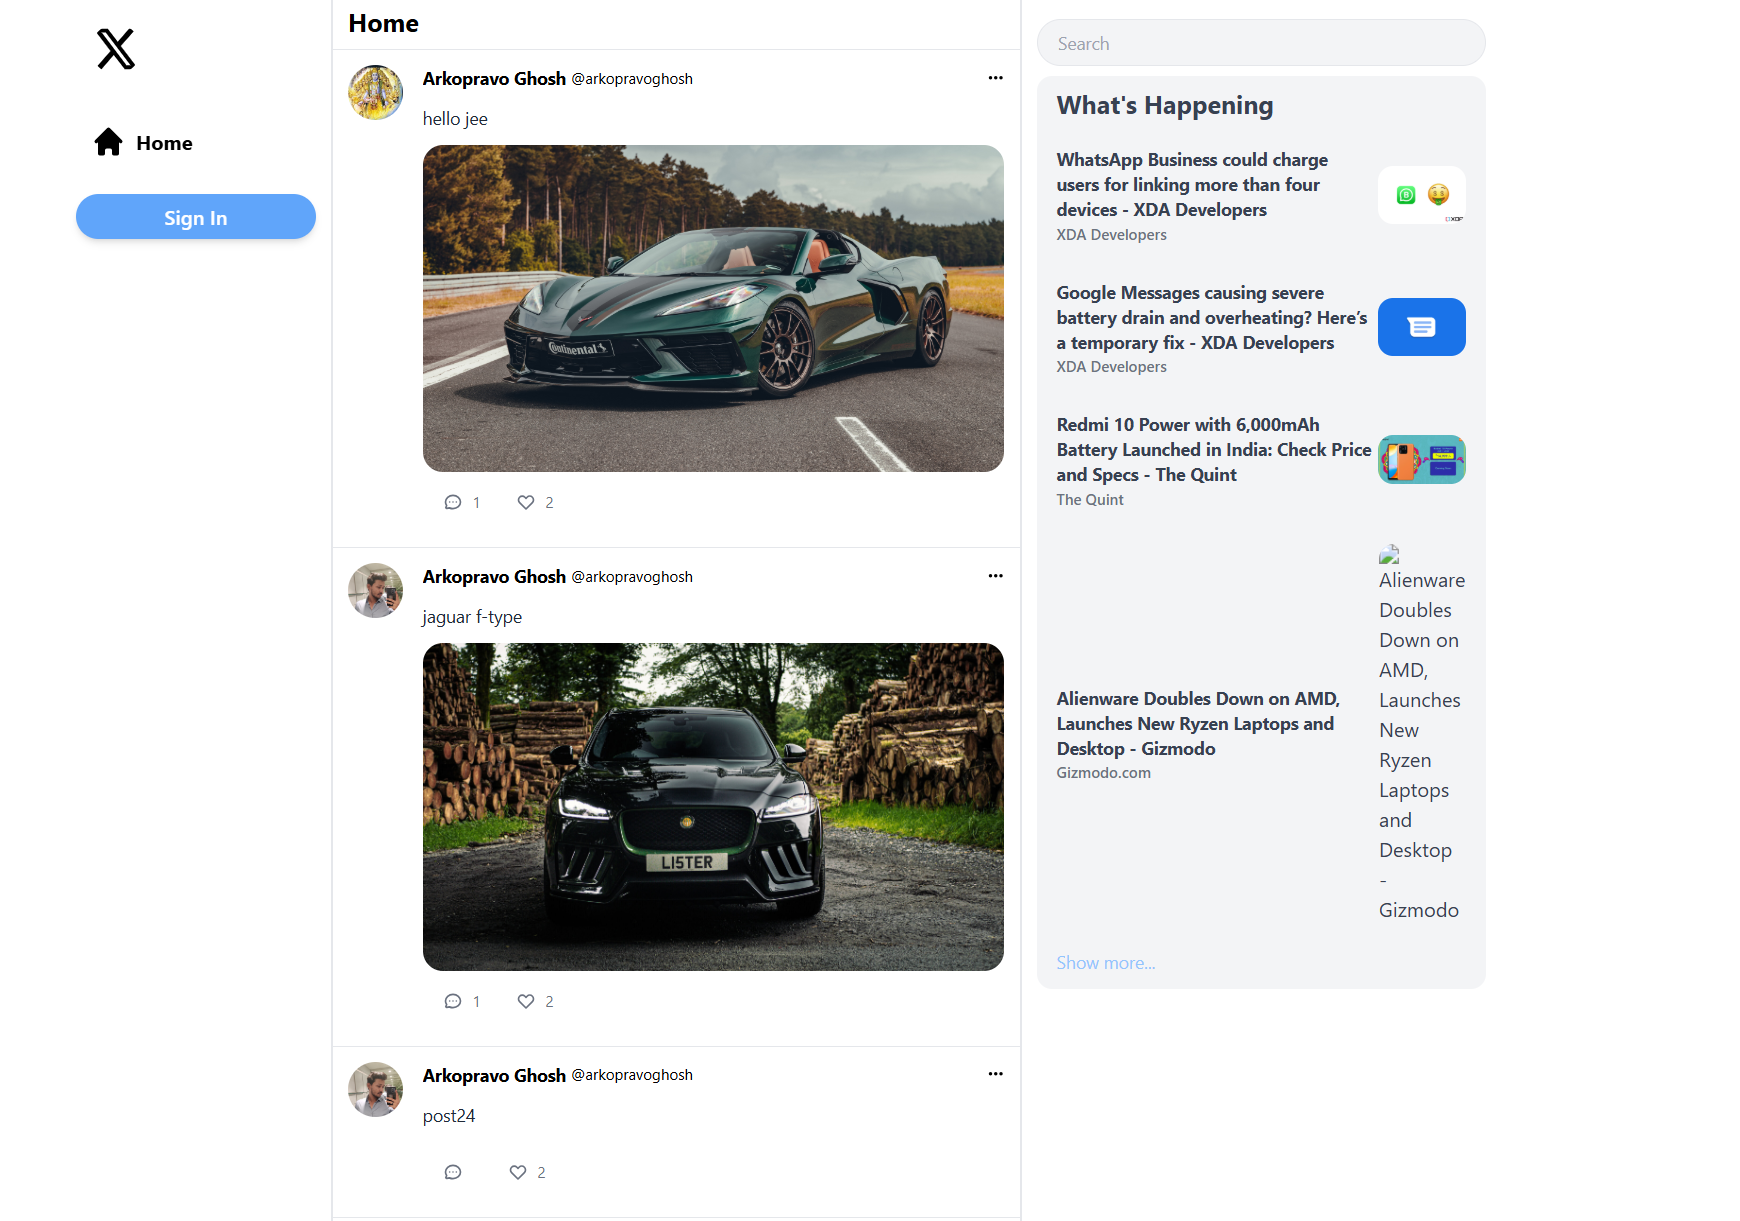 Home
Sign In
Home
Arkopravo Ghosh @arkopravoghosh
hello jee
Continental
1 2
Arkopravo Ghosh @arkopravoghosh
jaguar f-type
LI5TER
1 2
Arkopravo Ghosh @arkopravoghosh
post24
2
Search
What's Happening
WhatsApp Business could charge
users for linking more than four
devices - XDA Developers
XDA Developers
Google Messages causing severe
battery drain and overheating? Here’s
a temporary fix - XDA Developers
XDA Developers
Redmi 10 Power with 6,000mAh
Battery Launched in India: Check Price
and Specs - The Quint
The Quint
Alienware Doubles Down on AMD,
Launches New Ryzen Laptops and
Desktop - Gizmodo
Gizmodo.com
Alienware
Doubles
Down on
AMD,
Launches
New
Ryzen
Laptops
and
Desktop
-
Gizmodo
Show more...